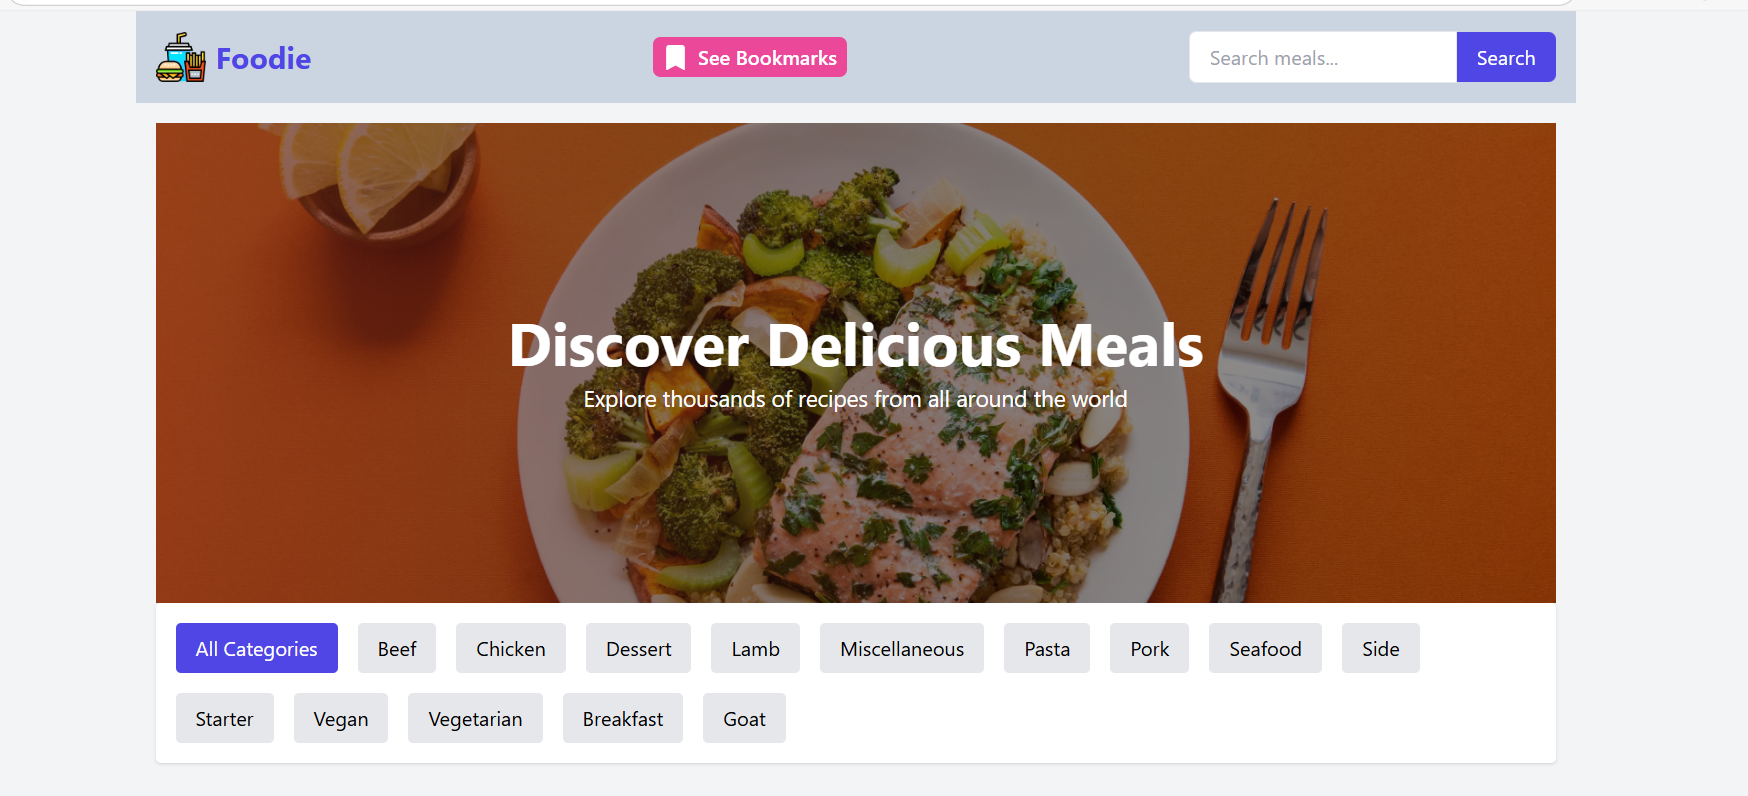 Foodie
See Bookmarks
Search meals...
Search
Discover Delicious Meals
Explore thousands of recipes from all around the world
All Categories
Beef
Chicken
Dessert
Lamb
Miscellaneous
Pasta
Pork
Seafood
Side
Starter
Vegan
Vegetarian
Breakfast
Goat